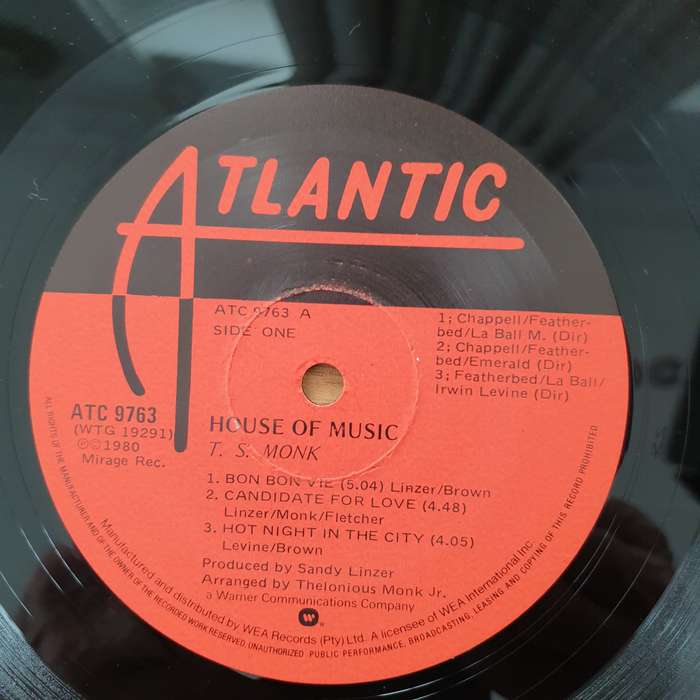 ATLANTIC
ATC 9763 A
SIDE ONE
1; Chappell/Feather-
bed/La Ball M. (Dir)
2; Chappell/Feather-
bed/Emerald (Dir)
3; Featherbed/La Ball/
Irwin Levine (Dir)
ATC 9763
(WTG 19291)
℗©1980
Mirage Rec.
HOUSE OF MUSIC
T. S. MONK
1. BON BON VIE (5.04) Linzer/Brown
2. CANDIDATE FOR LOVE (4.48)
Linzer/Monk/Fletcher
3. HOT NIGHT IN THE CITY (4.05)
Levine/Brown
Produced by Sandy Linzer
Arranged by Thelonious Monk Jr.
a Warner Communications Company
Manufactured and distributed by WEA Records (Pty) Ltd. A licensee of WEA International Inc.
ALL RIGHTS OF THE MANUFACTURER AND OF THE OWNER OF THE RECORDED WORK RESERVED. UNAUTHORIZED PUBLIC PERFORMANCE, BROADCASTING, LEASING AND COPYING OF THIS RECORD PROHIBITED